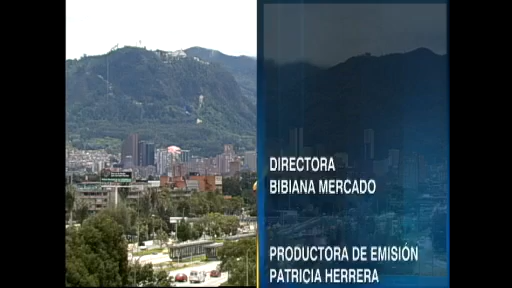 DIRECTORA
BIBIANA MERCADO
PRODUCTORA DE EMISIÓN
PATRICIA HERRERA